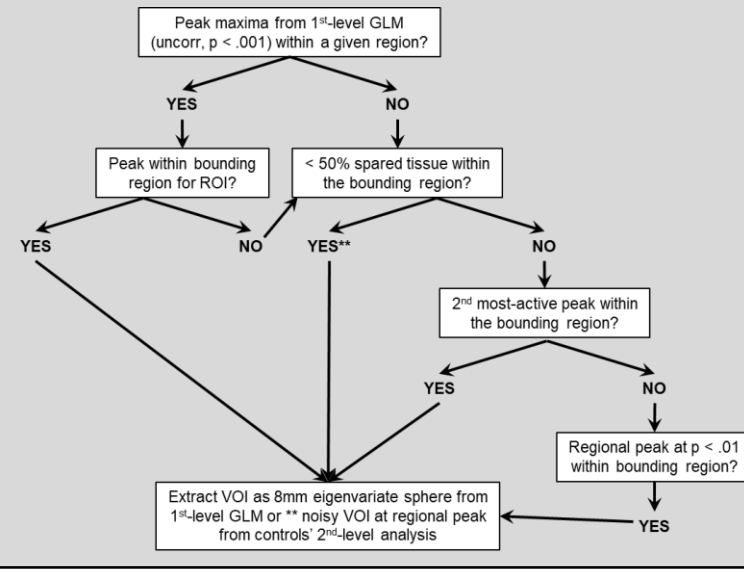 Peak maxima from 1st-level GLM
(uncorr, p < .001) within a given region?
YES
NO
Peak within bounding
region for ROI?
< 50% spared tissue within
the bounding region?
YES
NO
YES**
NO
2nd most-active peak within
the bounding region?
YES
NO
Regional peak at p < .01
within bounding region?
Extract VOI as 8mm eigenvariate sphere from
1st-level GLM or ** noisy VOI at regional peak
from controls' 2nd-level analysis
YES